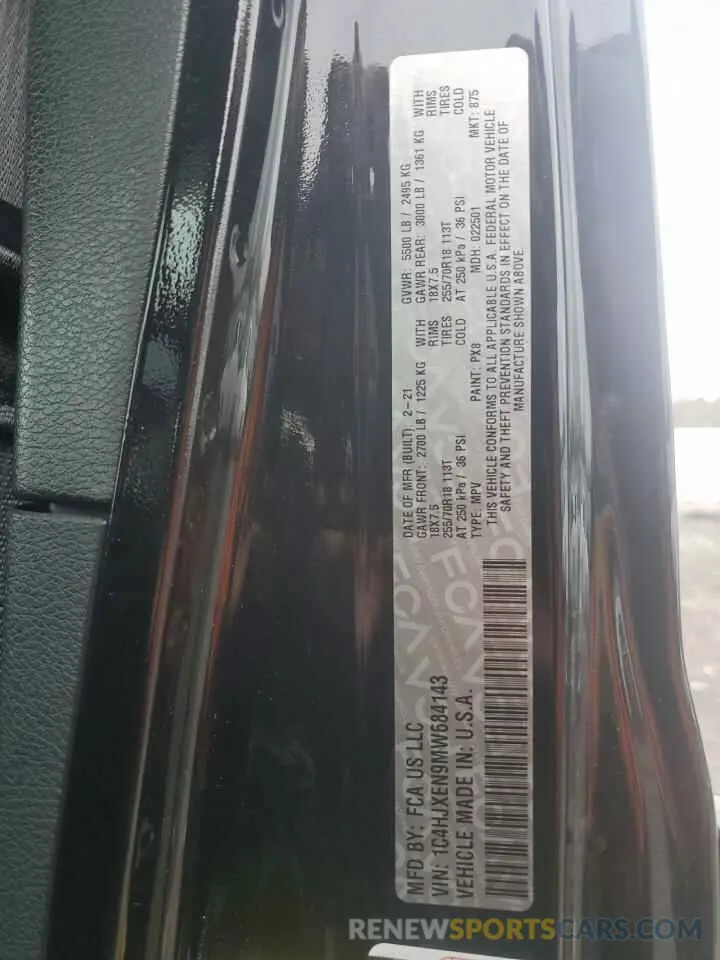 MFD BY: FCA US LLC
VIN: 1C4HJXEN9MW684143
VEHICLE MADE IN: U.S.A.
DATE OF MFR (BUILT): 2-21 GVWR 5500 LB / 2495 KG
GAWR FRONT: 2700 LB / 1225 KG WITH GAWR REAR: 3000 LB / 1361 KG WITH
18X7.5 RIMS 18X7.5 RIMS
255/70R18 113T TIRES 255/70R18 113T TIRES
AT 250 kPa / 36 PSI COLD AT 250 kPa / 36 PSI COLD
TYPE: MPV PAINT: PX8 MDH: 022501 MKT: 875
THIS VEHICLE CONFORMS TO ALL APPLICABLE U.S.A. FEDERAL MOTOR VEHICLE
SAFETY AND THEFT PREVENTION STANDARDS IN EFFECT ON THE DATE OF
MANUFACTURE SHOWN ABOVE.
RENEWSPORTSCARS.COM